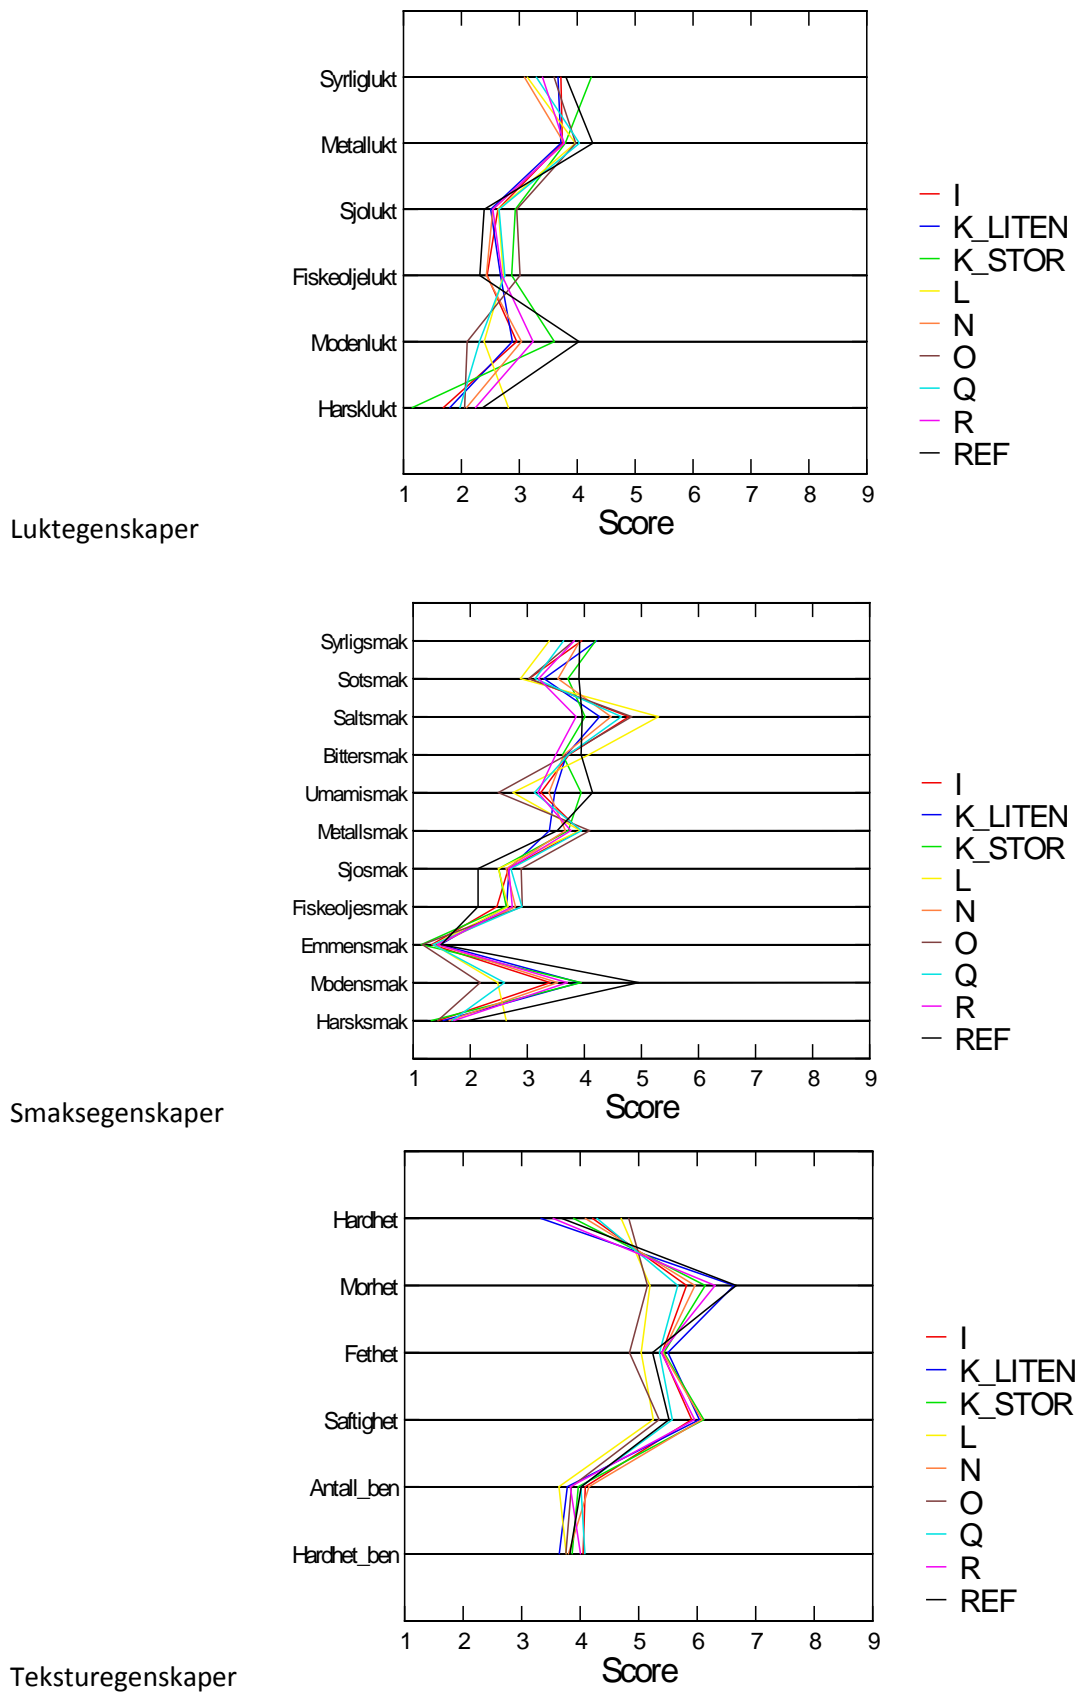 Syrliglukt
Metallukt
Sjolukt
Fiskeoljelukt
Modenlukt
Harsklukt
1 2 3 4 5 6 7 8 9
Score
I
K_LITEN
K_STOR
L
N
O
Q
R
REF
Luktegenskaper
Syrligsmak
Sotsmak
Saltsmak
Bittersmak
Umamismak
Metallsmak
Sjosmak
Fiskeoljesmak
Emmensmak
Modensmak
Harsksmak
1 2 3 4 5 6 7 8 9
Score
I
K_LITEN
K_STOR
L
N
O
Q
R
REF
Smaksegenskaper
Hardhet
Morhet
Fethet
Saftighet
Antall_ben
Hardhet_ben
1 2 3 4 5 6 7 8 9
Score
I
K_LITEN
K_STOR
L
N
O
Q
R
REF
Teksturegenskaper